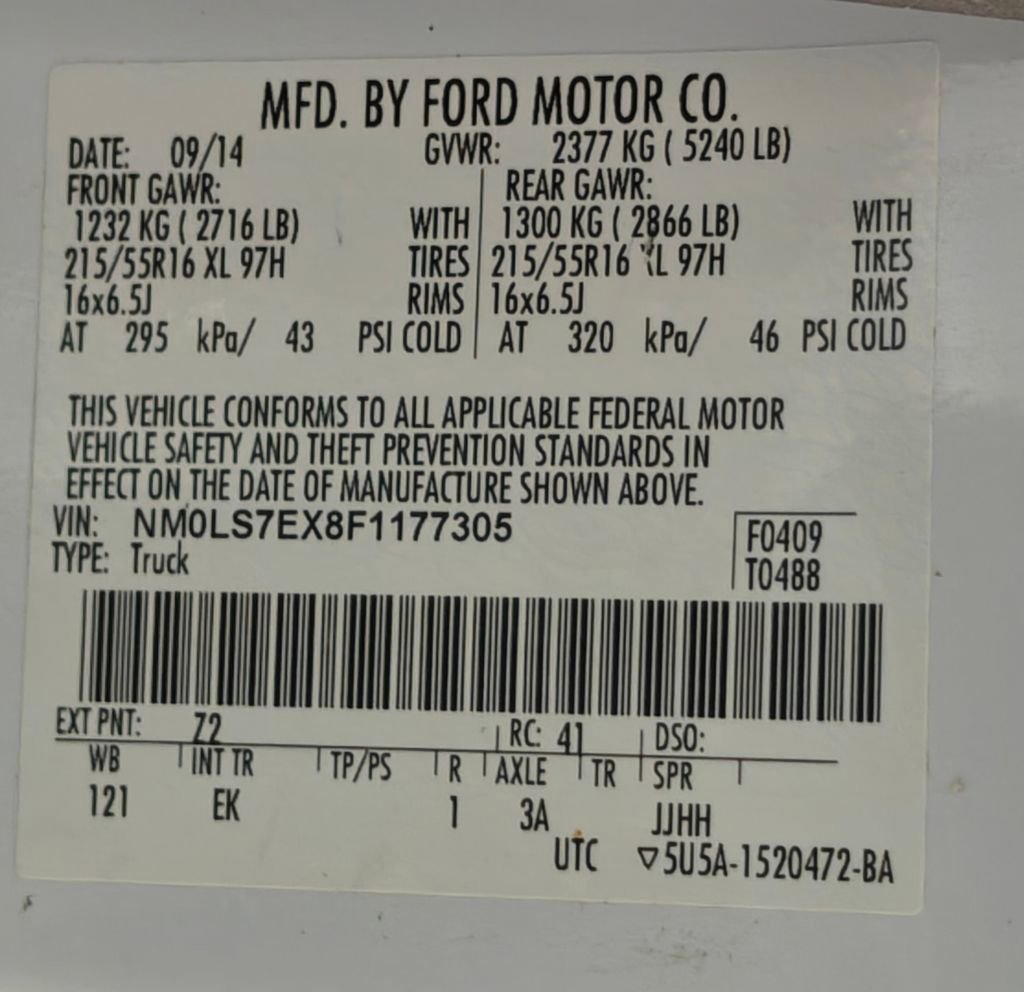 MFD. BY FORD MOTOR CO.
DATE: 09/14 GVWR: 2377 KG ( 5240 LB)
FRONT GAWR: REAR GAWR:
1232 KG ( 2716 LB) WITH 1300 KG ( 2866 LB) WITH
215/55R16 XL 97H TIRES 215/55R16 XL 97H TIRES
16x6.5J RIMS 16x6.5J RIMS
AT 295 kPa/ 43 PSI COLD AT 320 kPa/ 46 PSI COLD
THIS VEHICLE CONFORMS TO ALL APPLICABLE FEDERAL MOTOR
VEHICLE SAFETY AND THEFT PREVENTION STANDARDS IN
EFFECT ON THE DATE OF MANUFACTURE SHOWN ABOVE.
VIN: NM0LS7EX8F1177305 F0409
TYPE: Truck T0488
EXT PNT: Z2 RC: 41 DSO:
WB INT TR TP/PS R AXLE TR SPR
121 EK 1 3A JJHH
UTC ▽5U5A-1520472-BA